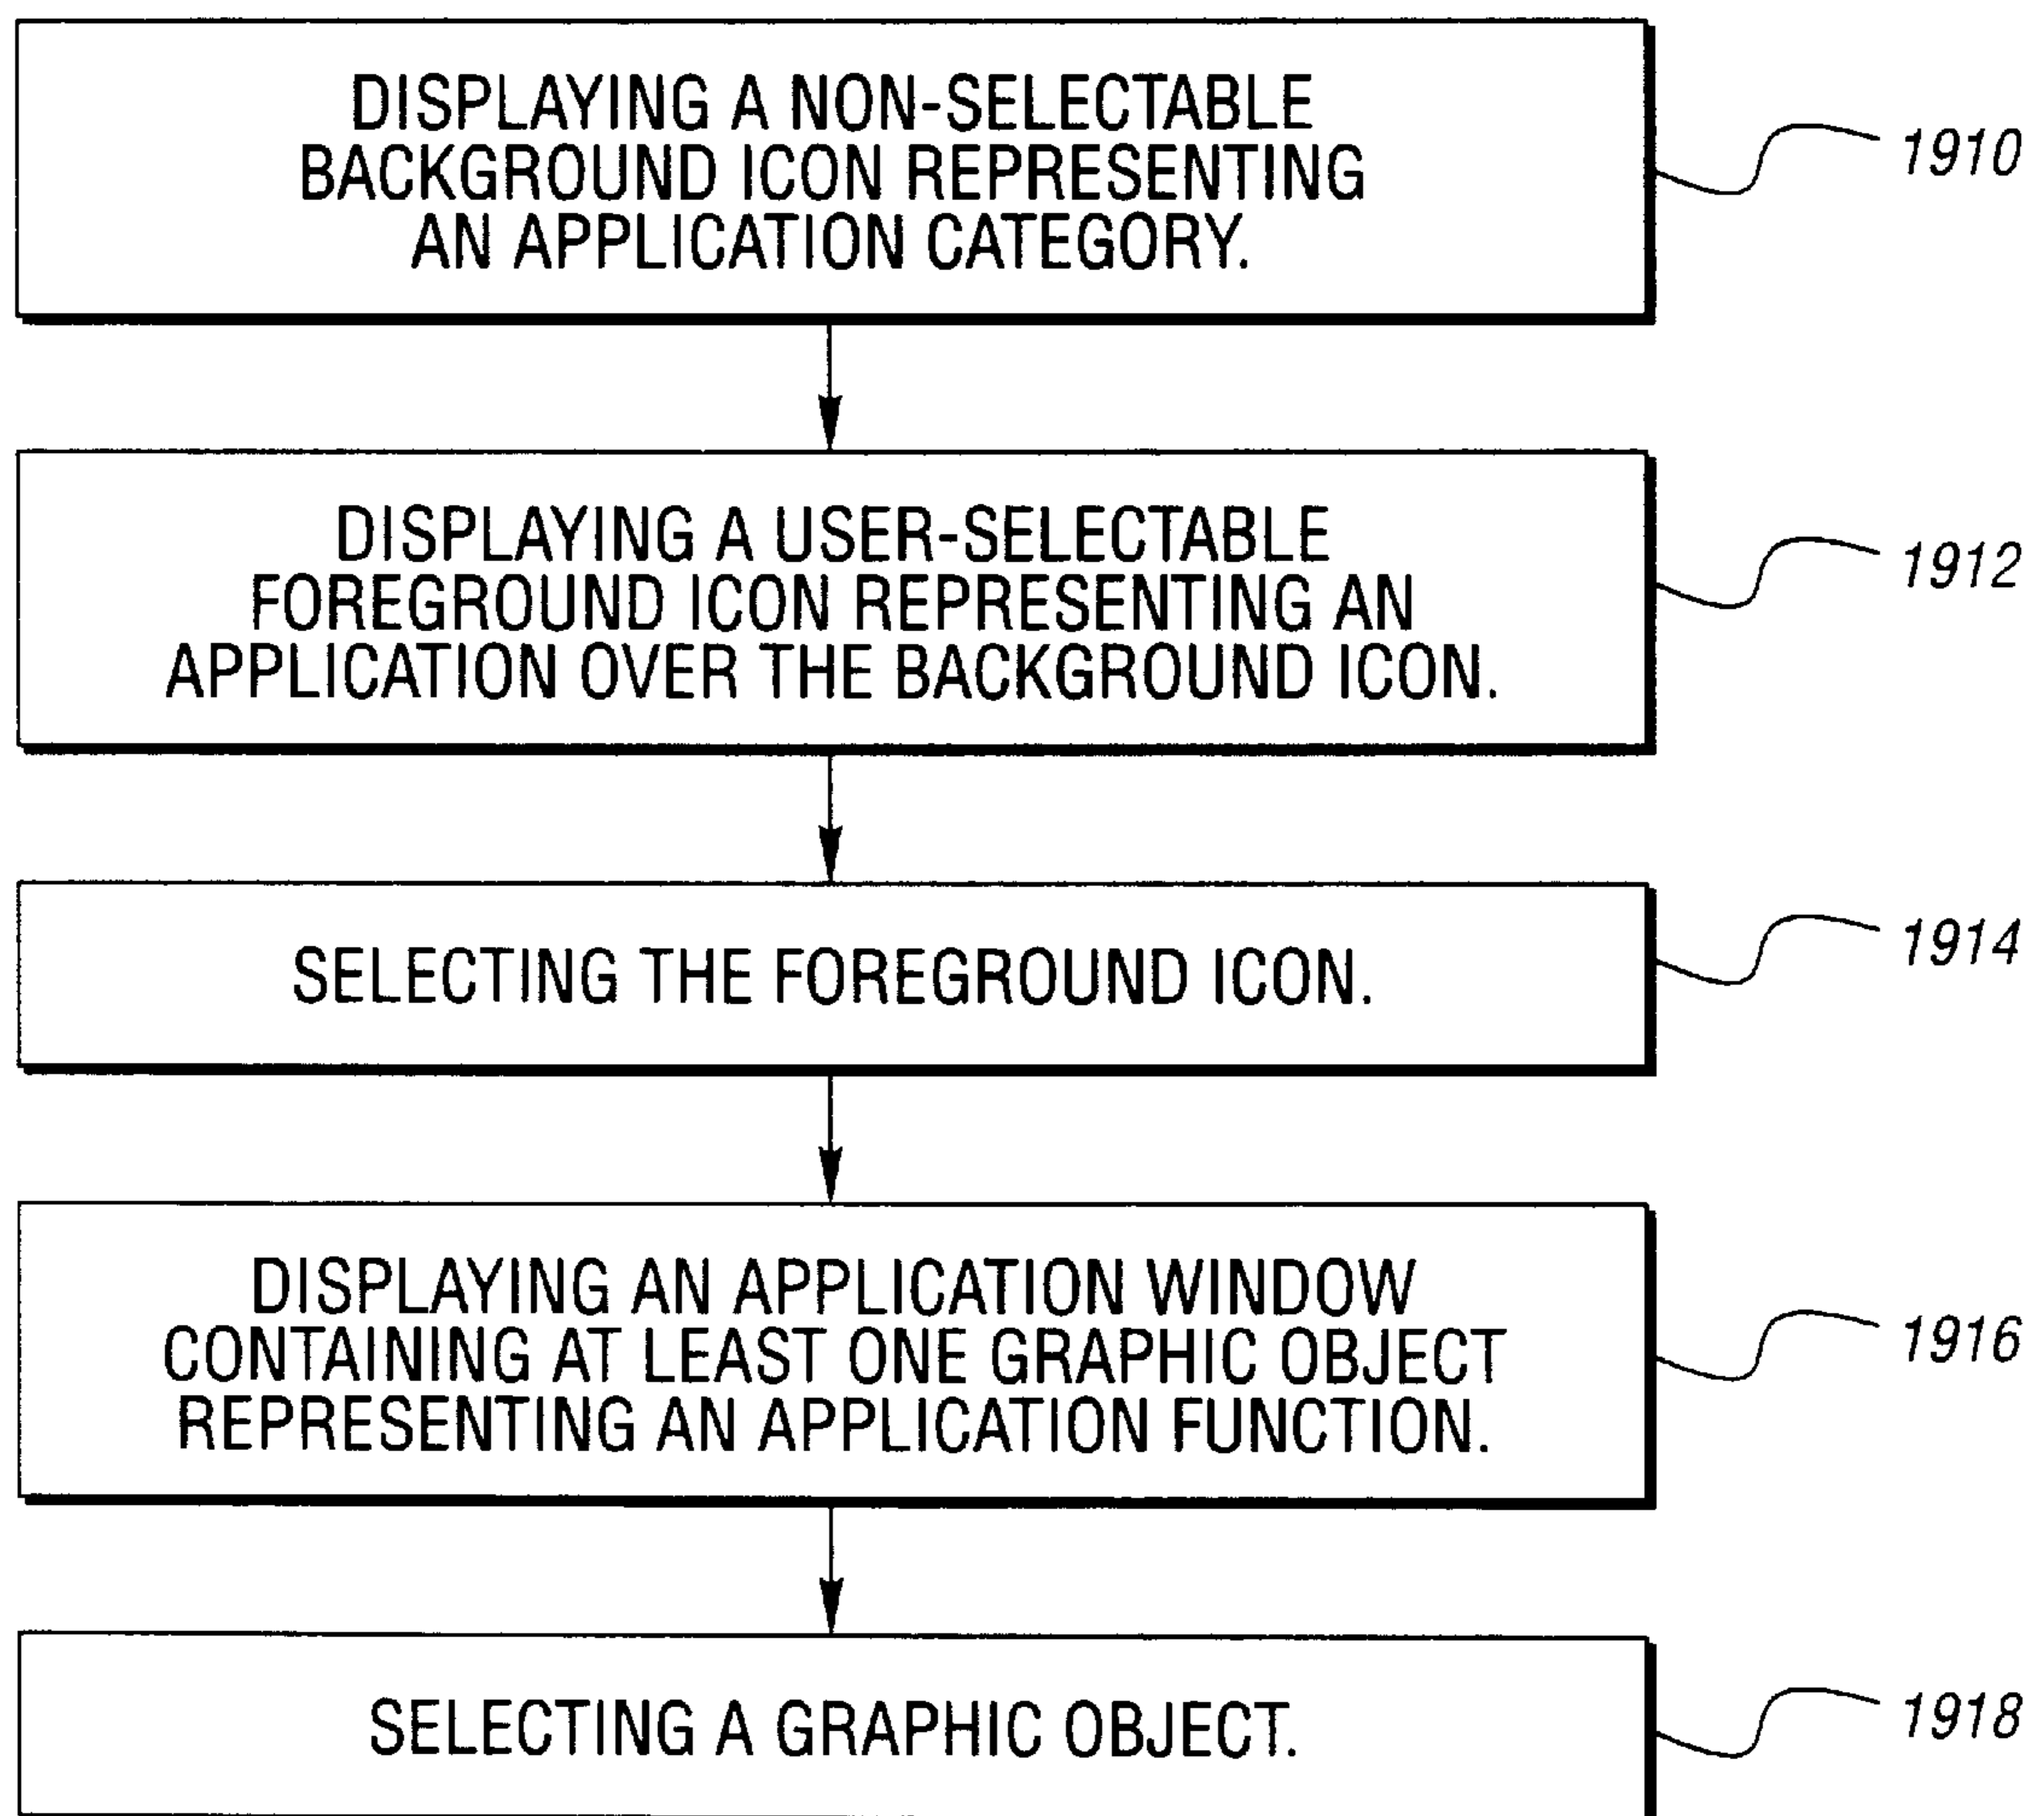 DISPLAYING A NON-SELECTABLE
BACKGROUND ICON REPRESENTING
AN APPLICATION CATEGORY.
1910
DISPLAYING A USER-SELECTABLE
FOREGROUND ICON REPRESENTING AN
APPLICATION OVER THE BACKGROUND ICON.
1912
SELECTING THE FOREGROUND ICON.
1914
DISPLAYING AN APPLICATION WINDOW
CONTAINING AT LEAST ONE GRAPHIC OBJECT
REPRESENTING AN APPLICATION FUNCTION.
1916
SELECTING A GRAPHIC OBJECT.
1918